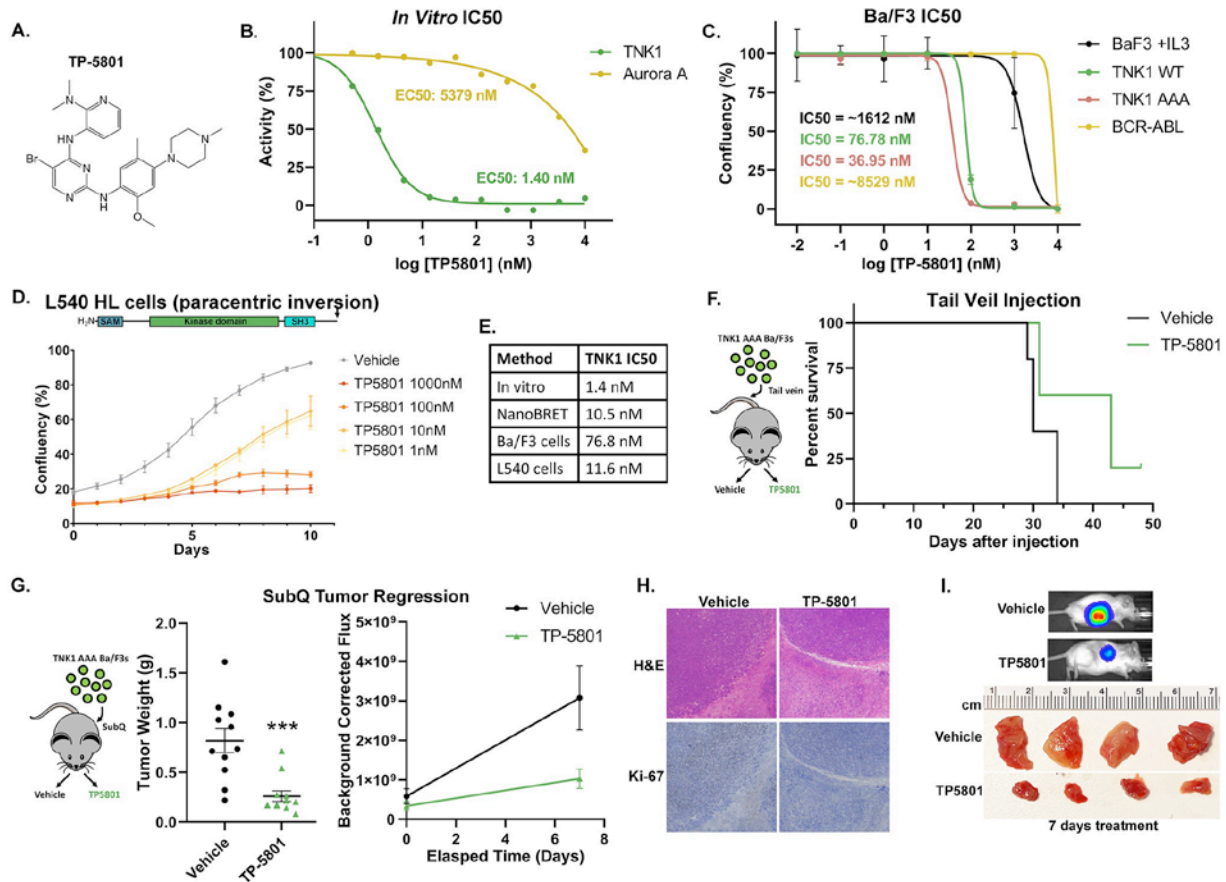 A.
TP-5801
N
N
NH
Br
N
N
NH
O
N
N
B.
In Vitro IC50
Activity (%)
100
75
50
25
0
EC50: 5379 nM
EC50: 1.40 nM
-1 0 1 2 3 4
log [TP5801] (nM)
TNK1
Aurora A
C.
Ba/F3 IC50
Confluency (%)
100
75
50
25
0
IC50 = ~1612 nM
IC50 = 76.78 nM
IC50 = 36.95 nM
IC50 = ~8529 nM
-2 -1 0 1 2 3 4
log [TP-5801] (nM)
BaF3 +IL3
TNK1 WT
TNK1 AAA
BCR-ABL
D.
L540 HL cells (paracentric inversion)
H2N SAM Kinase domain SH3
Confluency (%)
100
80
60
40
20
0
0 5 10
Days
Vehicle
TP5801 1000nM
TP5801 100nM
TP5801 10nM
TP5801 1nM
E.
Method TNK1 IC50
In vitro 1.4 nM
NanoBRET 10.5 nM
Ba/F3 cells 76.8 nM
L540 cells 11.6 nM
F.
Tail Veil Injection
TNK1 AAA Ba/F3s
Tail vein
Vehicle TP5801
Percent survival
100
75
50
25
0
0 10 20 30 40 50
Days after injection
Vehicle
TP-5801
G.
SubQ Tumor Regression
TNK1 AAA Ba/F3s
SubQ
Vehicle TP5801
Tumor Weight (g)
2.0
1.5
1.0
0.5
0.0
***
Vehicle
TP-5801
Background Corrected Flux
5×10⁹
4×10⁹
3×10⁹
2×10⁹
1×10⁹
0
0 2 4 6 8
Elasped Time (Days)
Vehicle
TP-5801
H.
Vehicle TP-5801
H&E
Ki-67
I.
Vehicle
TP5801
1 2 3 4 5 6 7
cm
Vehicle
TP5801
7 days treatment